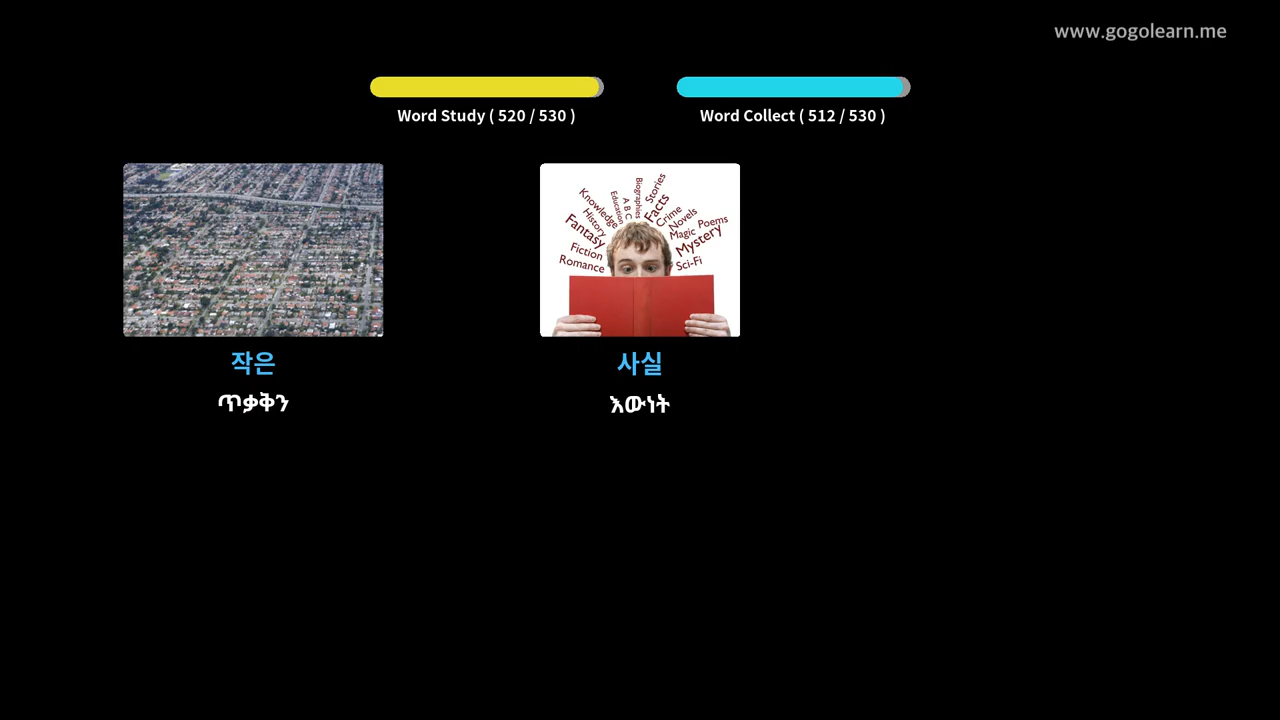 www.gogolearn.me
Word Study ( 520 / 530 )
Word Collect ( 512 / 530 )
Knowledge
History
Fantasy
Fiction
Romance
Education
A B C
Biographies
Stories
Facts
Crime
Novels
Magic
Poems
Mystery
Sci-Fi
작은
사실
ጥቃቅን
እውነት